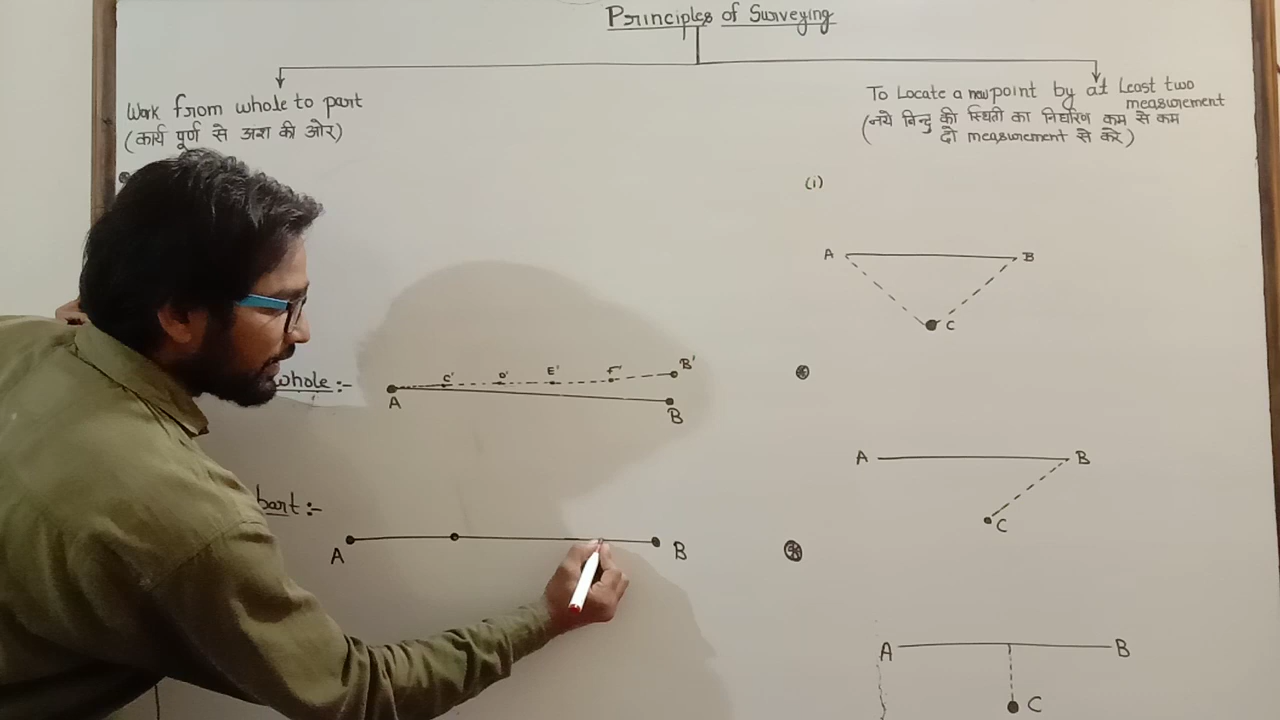 Principles of Surveying
Work from whole to part
(कार्य पूर्ण से अंश की ओर)
To Locate a new point by at Least two
measurement
(नये बिन्दु की स्थिती का निर्धारण कम से कम
दो measurement से करे)
(i)
A B
C
whole :-
C' D' E' F' B'
A
B
A B
C
part :-
A B
A B
C